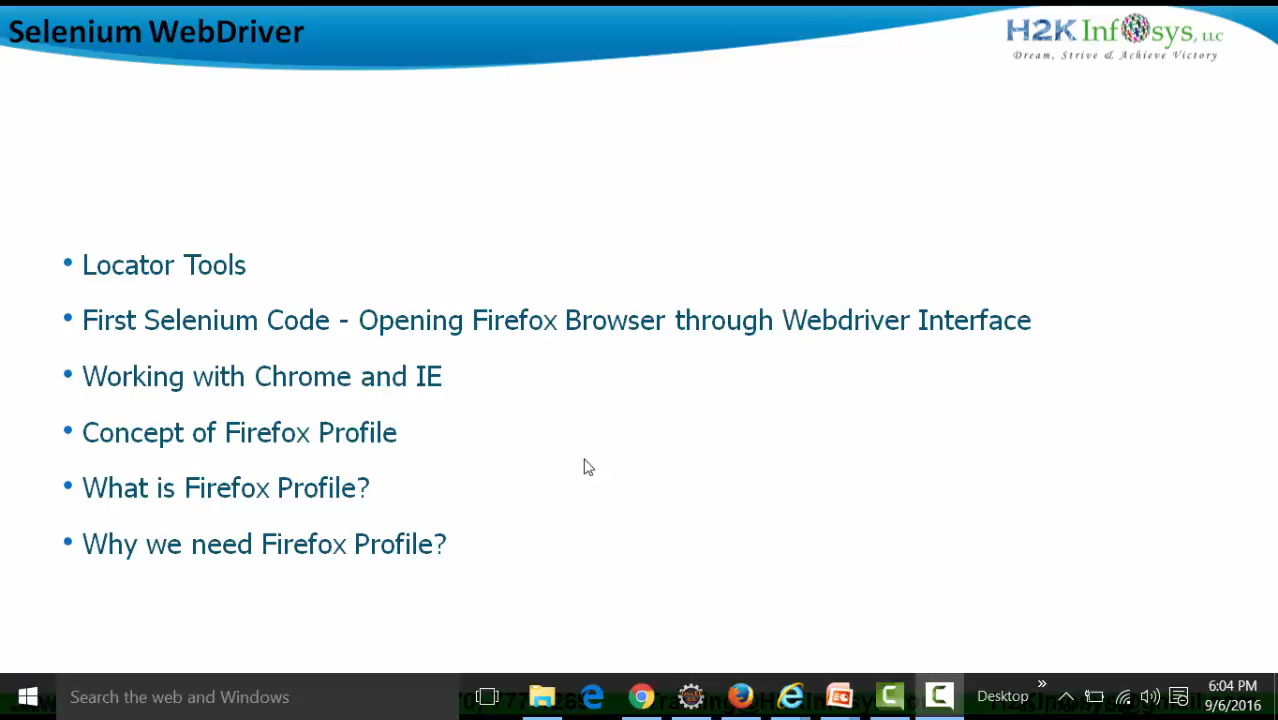 Selenium WebDriver
H2K Infosys, LLC
Dream, Strive & Achieve Victory
• Locator Tools
• First Selenium Code - Opening Firefox Browser through Webdriver Interface
• Working with Chrome and IE
• Concept of Firefox Profile
• What is Firefox Profile?
• Why we need Firefox Profile?
Search the web and Windows
Desktop
6:04 PM
9/6/2016